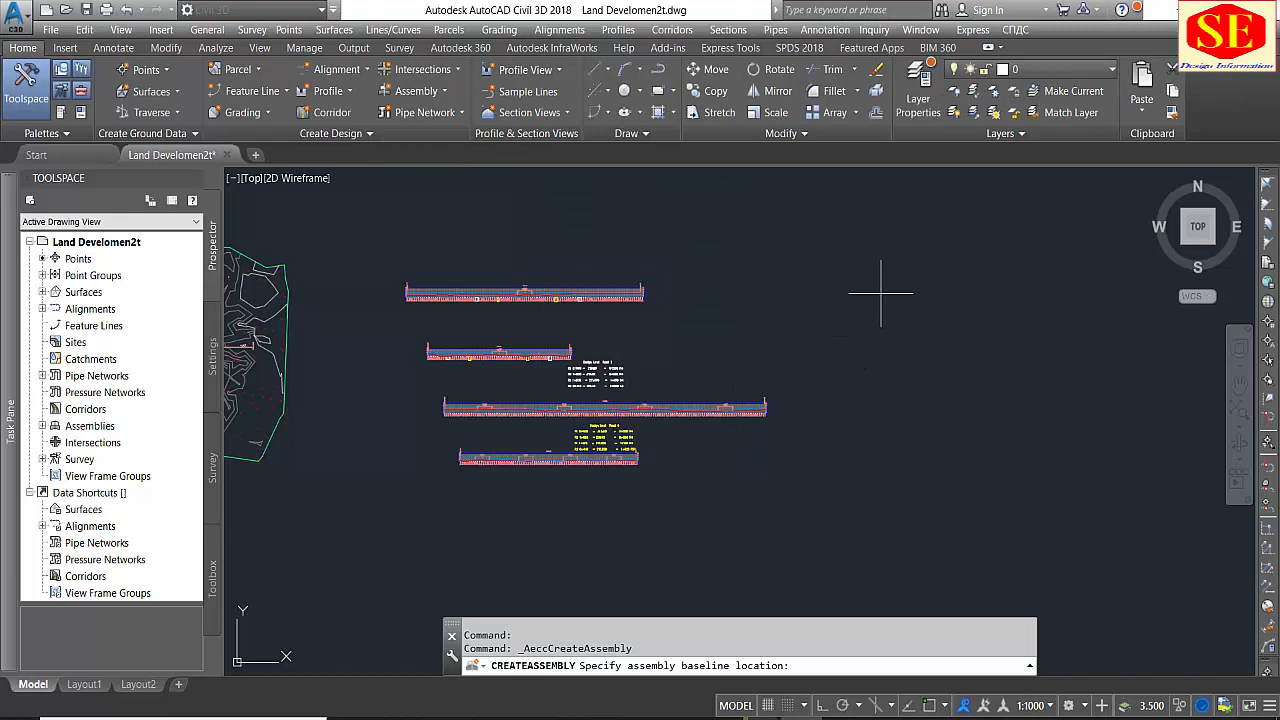 A
C3D
Civil 3D
Autodesk AutoCAD Civil 3D 2018 Land Developmen2t.dwg
Type a keyword or phrase
Sign In
SE
Design Information
File Edit View Insert General Survey Points Surfaces Lines/Curves Parcels Grading Alignments Profiles Corridors Sections Pipes Annotation Inquiry Window Express СПДС
Home Insert Annotate Modify Analyze View Manage Output Survey Autodesk 360 Autodesk InfraWorks Help Add-ins Express Tools SPDS 2018 Featured Apps BIM 360
Toolspace
Points Parcel Alignment Intersections Profile Move Rotate Trim 0
Surfaces Feature Line Profile Assembly Sample Lines Copy Mirror Fillet Make Current
Traverse Grading Corridor Pipe Network Section Views Stretch Scale Array Match Layer
Layer Properties
Paste
Palettes Create Ground Data Create Design Profile & Section Views Draw Modify Layers Clipboard
Start Land Developmen2t*
TOOLSPACE
Active Drawing View
Land Developmen2t
Points
Point Groups
Surfaces
Alignments
Feature Lines
Sites
Catchments
Pipe Networks
Pressure Networks
Corridors
Assemblies
Intersections
Survey
View Frame Groups
Data Shortcuts []
Surfaces
Alignments
Pipe Networks
Pressure Networks
Corridors
View Frame Groups
Prospector
Settings
Survey
Toolbox
Task Pane
[−][Top][2D Wireframe]
N
W TOP E
S
WCS
Y
X
Command:
Command: _AeccCreateAssembly
CREATEASSEMBLY Specify assembly baseline location:
Model Layout1 Layout2 +
MODEL 1:1000 3.500